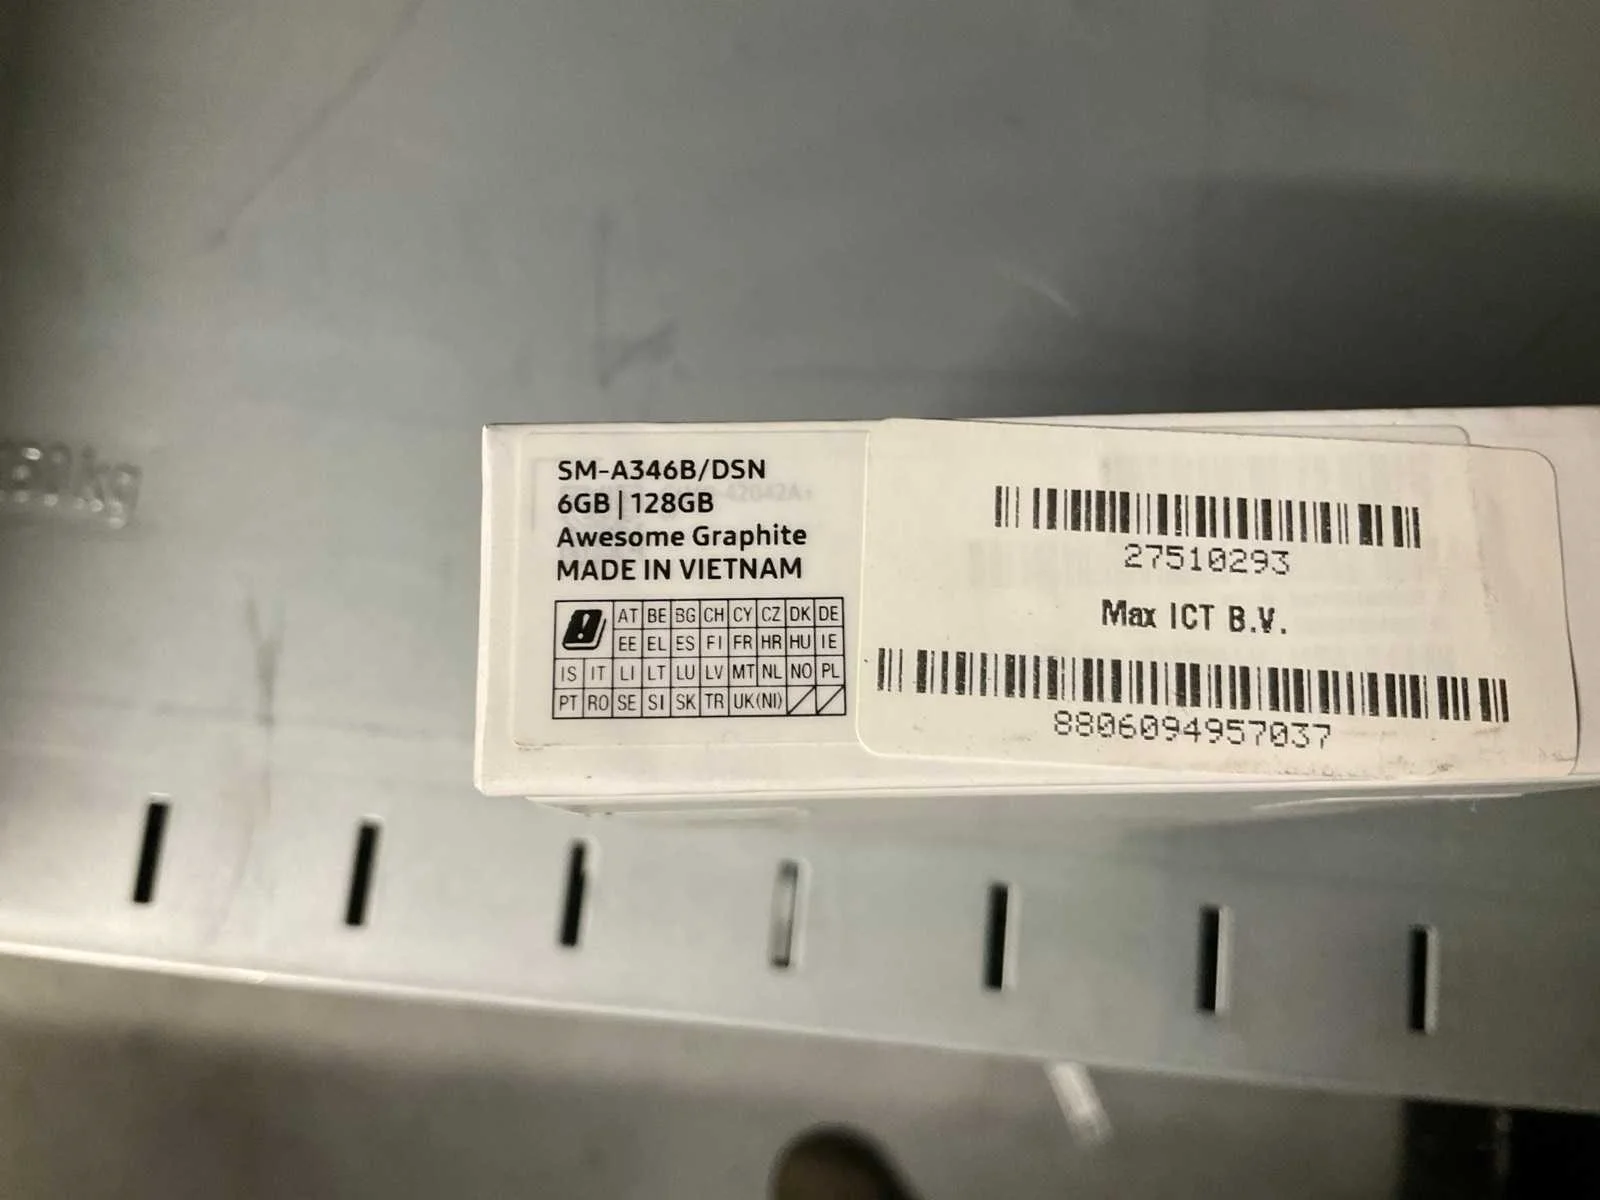 SM-A346B/DSN
6GB | 128GB
Awesome Graphite
MADE IN VIETNAM
AT BE BG CH CY CZ DK DE
EE EL ES FI FR HR HU IE
IS IT LI LT LU LV MT NL NO PL
PT RO SE SI SK TR UK(NI)
27510293
Max ICT B.V.
8806094957037
kg